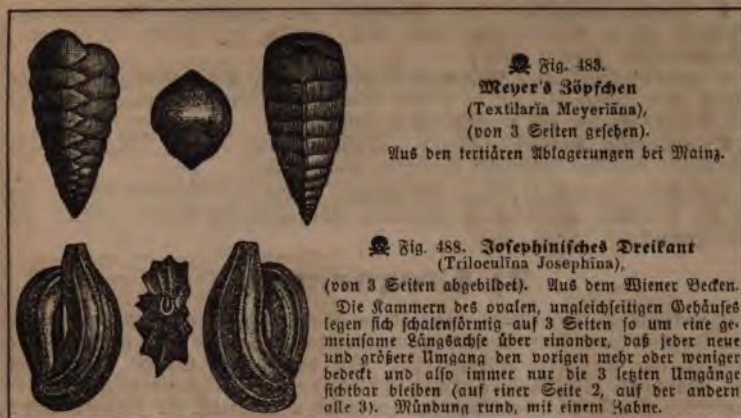 Fig. 483.
Meyer's Zöpfchen
(Textilarĭa Meyeriāna),
(von 3 Seiten gesehen).
Aus den tertiären Ablagerungen bei Mainz.
Fig. 488. Josephinisches Dreikant
(Triloculīna Josephīna),
(von 3 Seiten abgebildet). Aus dem Wiener Becken.
Die Kammern des ovalen, ungleichseitigen Gehäuses
legen sich schalenförmig auf 3 Seiten so um eine ge-
meinsame Längsachse über einander, daß jeder neue
und größere Umgang den vorigen mehr oder weniger
bedeckt und also immer nur die 3 letzten Umgänge
sichtbar bleiben (auf einer Seite 2, auf der andern
alle 3). Mündung rund, mit einem Zahne.